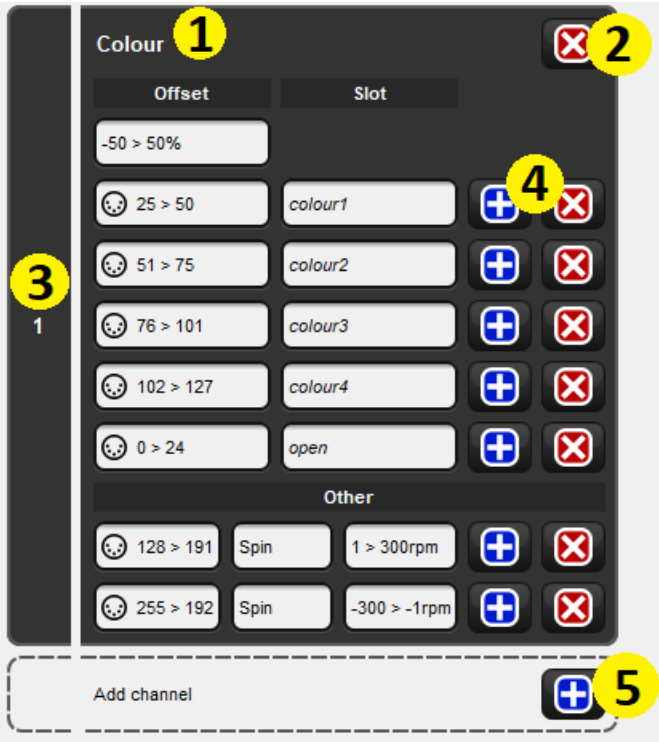 Colour 1
2
Offset Slot
-50 > 50%
4
25 > 50 colour1
51 > 75 colour2
3
1
76 > 101 colour3
102 > 127 colour4
0 > 24 open
Other
128 > 191 Spin 1 > 300rpm
255 > 192 Spin -300 > -1rpm
Add channel
5